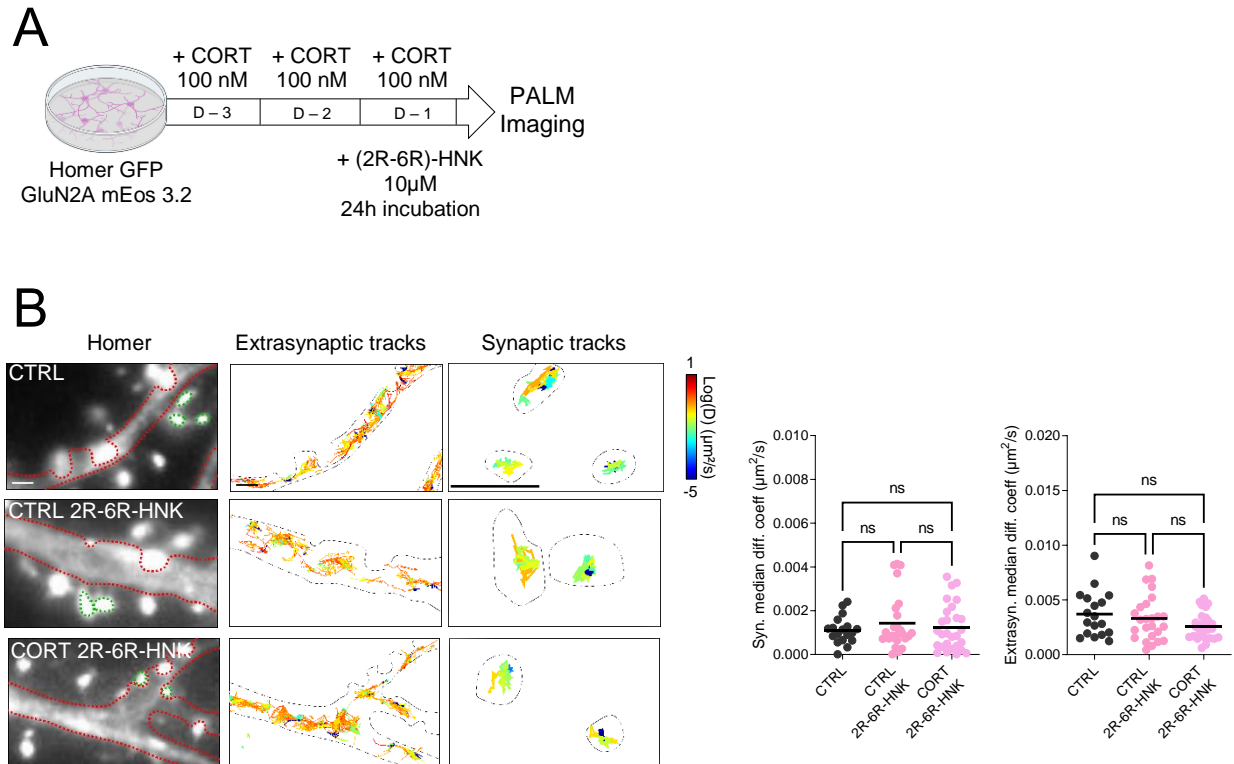 A
+ CORT
100 nM
+ CORT
100 nM
+ CORT
100 nM
D – 3
D – 2
D – 1
PALM
Imaging
Homer GFP
GluN2A mEos 3.2
+ (2R-6R)-HNK
10µM
24h incubation
B
Homer
Extrasynaptic tracks
Synaptic tracks
CTRL
CTRL 2R-6R-HNK
CORT 2R-6R-HNK
1
Log(D) (µm²/s)
-5
Syn. median diff. coeff (µm²/s)
0.010
0.008
0.006
0.004
0.002
0.000
ns
ns
ns
CTRL
CTRL
2R-6R-HNK
CORT
2R-6R-HNK
Extrasyn. median diff. coeff (µm²/s)
0.020
0.015
0.010
0.005
0.000
ns
ns
ns
CTRL
CTRL
2R-6R-HNK
CORT
2R-6R-HNK